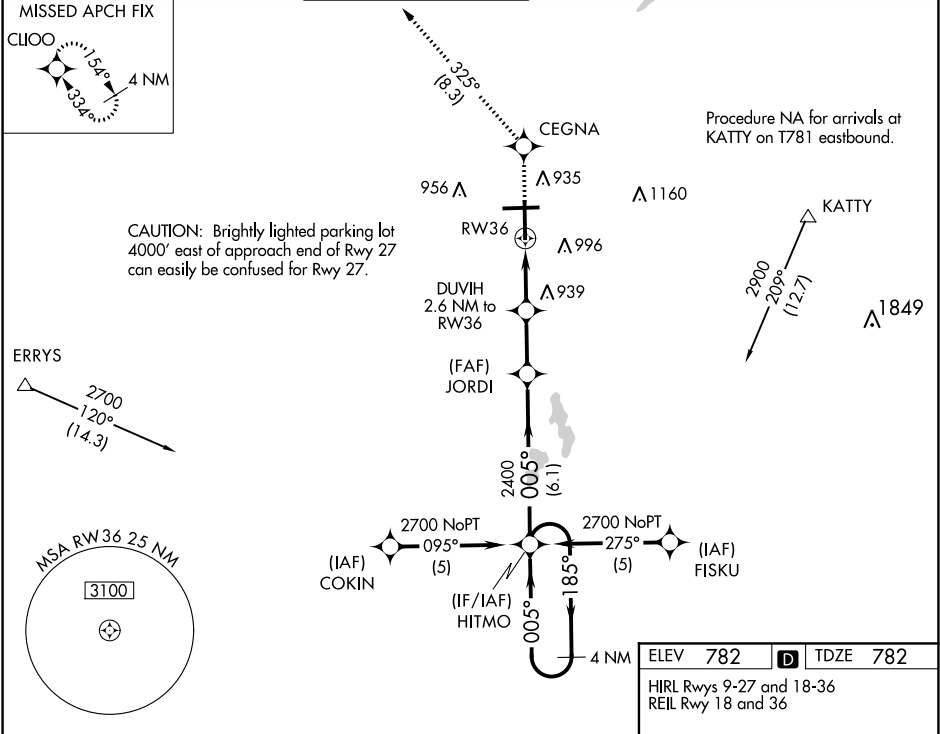 MISSED APCH FIX
CLIOO
154°
4 NM
334°
325°
(8.3)
CEGNA
Procedure NA for arrivals at
KATTY on T781 eastbound.
956
935
1160
KATTY
CAUTION: Brightly lighted parking lot
4000' east of approach end of Rwy 27
can easily be confused for Rwy 27.
RW36
996
2900
209°
(12.7)
DUVIH
2.6 NM to
RW36
939
1849
ERRYS
2700
120°
(14.3)
(FAF)
JORDI
2400
005°
(6.1)
2700 NoPT
095°
(5)
(IAF)
COKIN
2700 NoPT
275°
(5)
(IAF)
FISKU
(IF/IAF)
HITMO
005°
185°
4 NM
MSA RW36 25 NM
3100
ELEV 782 D TDZE 782
HIRL Rwys 9-27 and 18-36
REIL Rwy 18 and 36